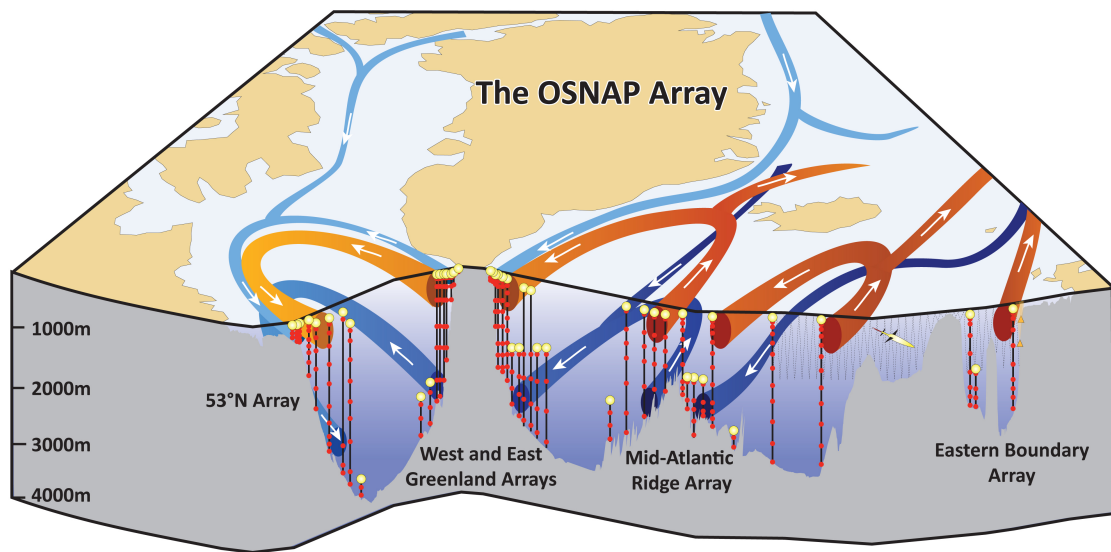 The OSNAP Array
1000m
2000m
3000m
4000m
53°N Array
West and East
Greenland Arrays
Mid-Atlantic
Ridge Array
Eastern Boundary
Array